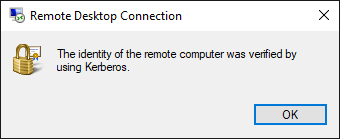 Remote Desktop Connection
The identity of the remote computer was verified by
using Kerberos.
OK